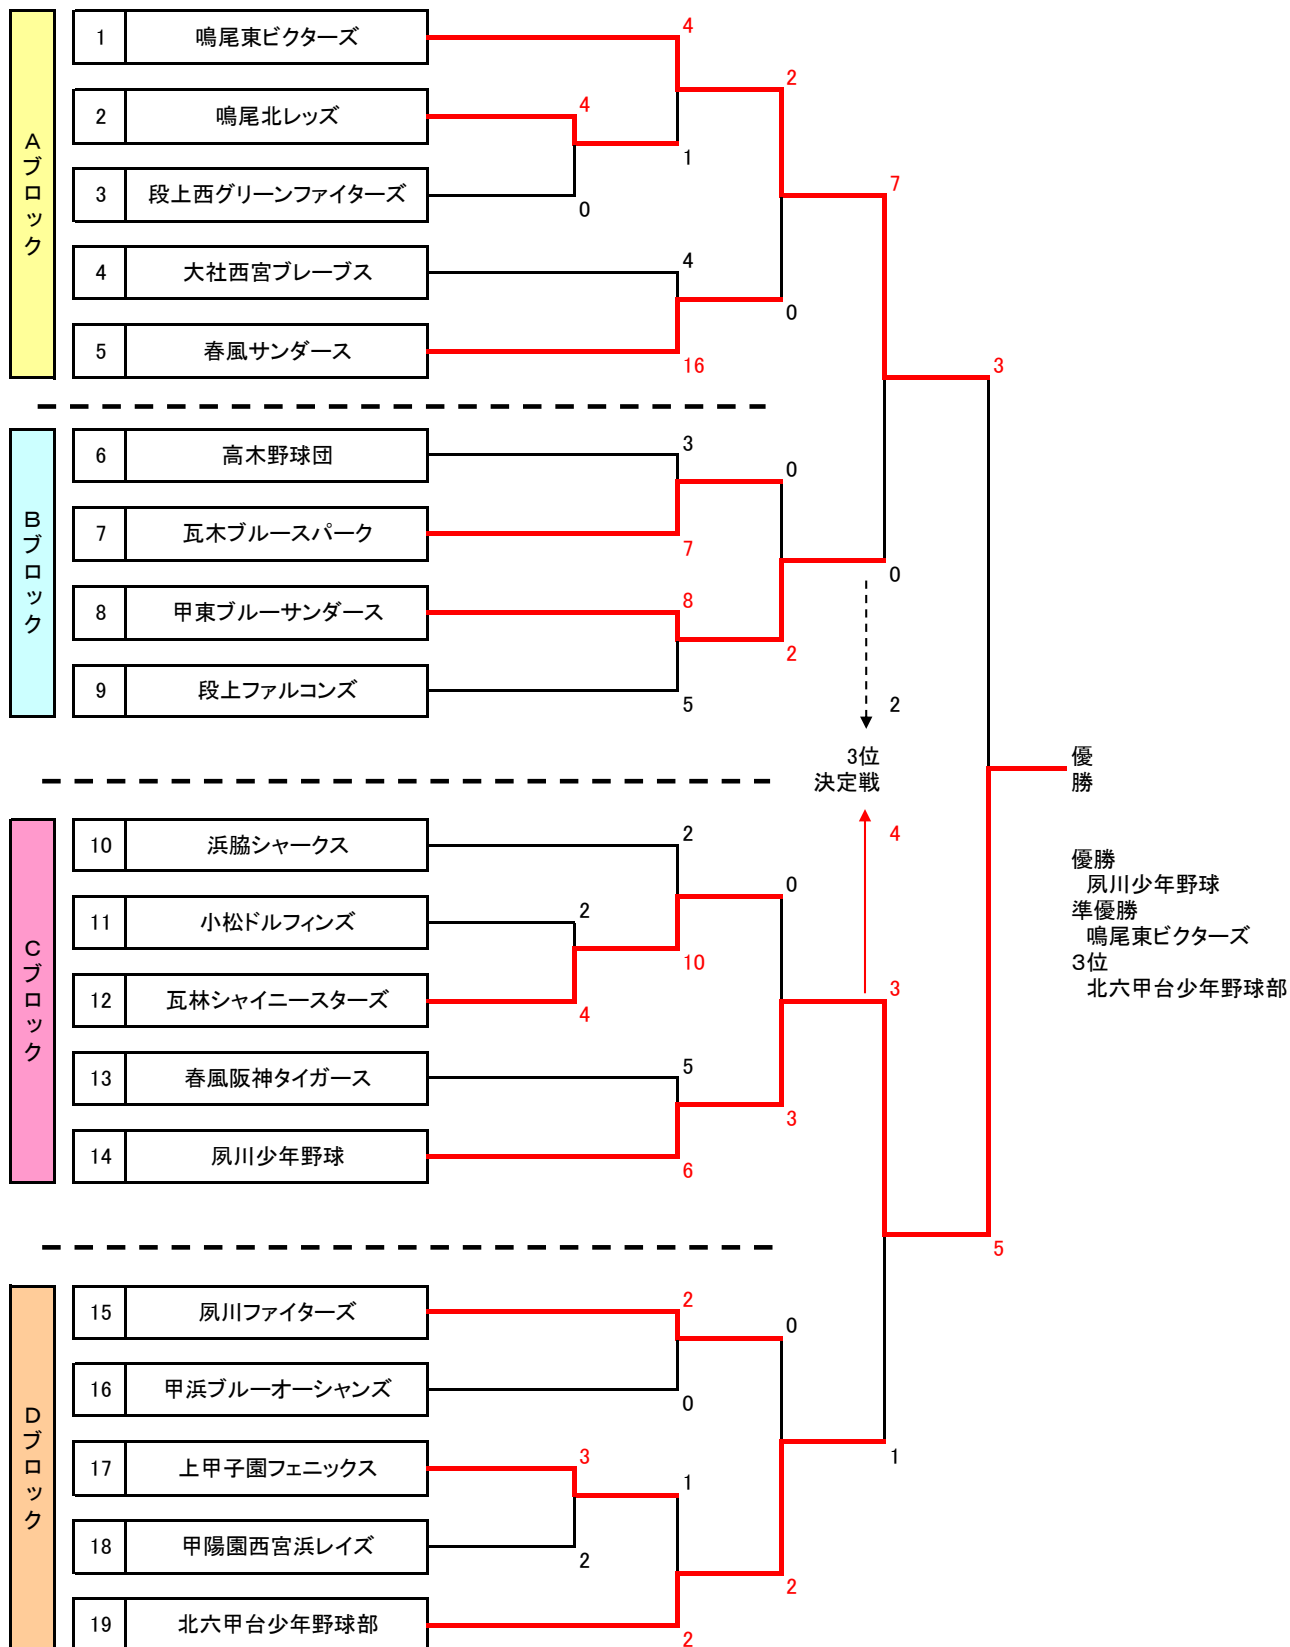 Aブロック
1 鳴尾東ビクターズ
2 鳴尾北レッズ
3 段上西グリーンファイターズ
4 大社西宮ブレーブス
5 春風サンダース
4
4
1
0
4
16
2
0
7
3
Bブロック
6 高木野球団
7 瓦木ブルースパーク
8 甲東ブルーサンダース
9 段上ファルコンズ
3
7
8
5
0
2
0
2
3位
決定戦
4
優
勝
優勝
夙川少年野球
準優勝
鳴尾東ビクターズ
3位
北六甲台少年野球部
Cブロック
10 浜脇シャークス
11 小松ドルフィンズ
12 瓦林シャイニースターズ
13 春風阪神タイガース
14 夙川少年野球
2
2
10
4
5
6
0
3
3
5
Dブロック
15 夙川ファイターズ
16 甲浜ブルーオーシャンズ
17 上甲子園フェニックス
18 甲陽園西宮浜レイズ
19 北六甲台少年野球部
2
0
3
2
1
2
0
2
1